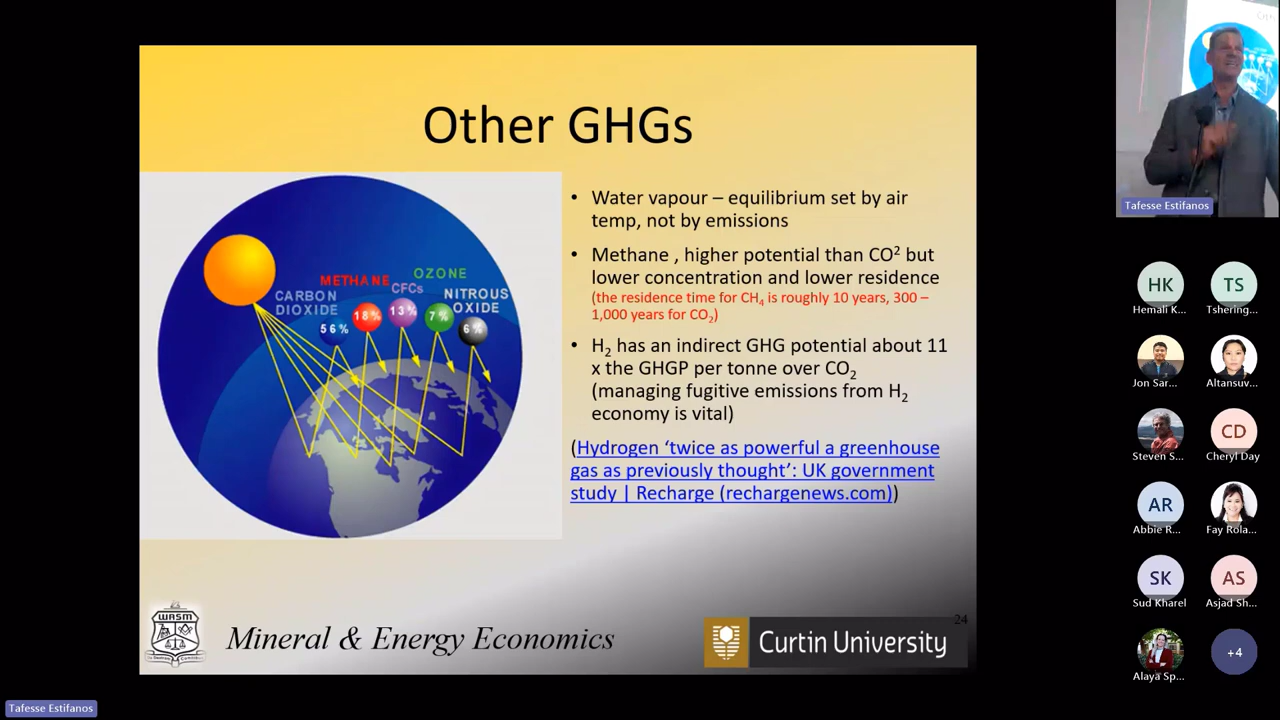 Other GHGs
METHANE
OZONE
CFCs
CARBON
DIOXIDE
NITROUS
OXIDE
56%
18%
13%
7%
6%
• Water vapour – equilibrium set by air
temp, not by emissions
• Methane , higher potential than CO² but
lower concentration and lower residence
(the residence time for CH₄ is roughly 10 years, 300 –
1,000 years for CO₂)
• H₂ has an indirect GHG potential about 11
x the GHGP per tonne over CO₂
(managing fugitive emissions from H₂
economy is vital)
(Hydrogen ‘twice as powerful a greenhouse
gas as previously thought’: UK government
study | Recharge (rechargenews.com))
24
WASM
Mineral & Energy Economics
Curtin University
Tafesse Estifanos
HK
Hemali K...
TS
Tshering...
Jon Sar...
Altansuv...
Steven S...
CD
Cheryl Day
AR
Abbie R...
Fay Rola...
SK
Sud Kharel
AS
Asjad Sh...
Alaya Sp...
+4
Tafesse Estifanos